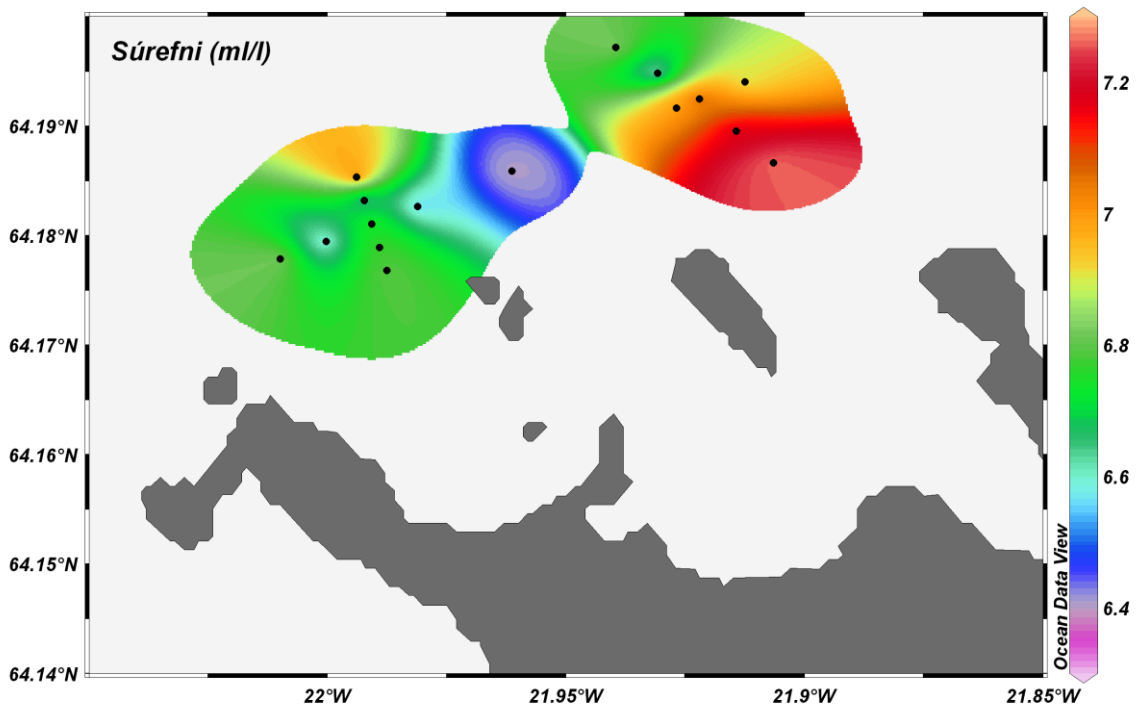 Súrefni (ml/l)
64.19°N
64.18°N
64.17°N
64.16°N
64.15°N
64.14°N
22°W
21.95°W
21.9°W
21.85°W
7.2
7
6.8
6.6
6.4
Ocean Data View